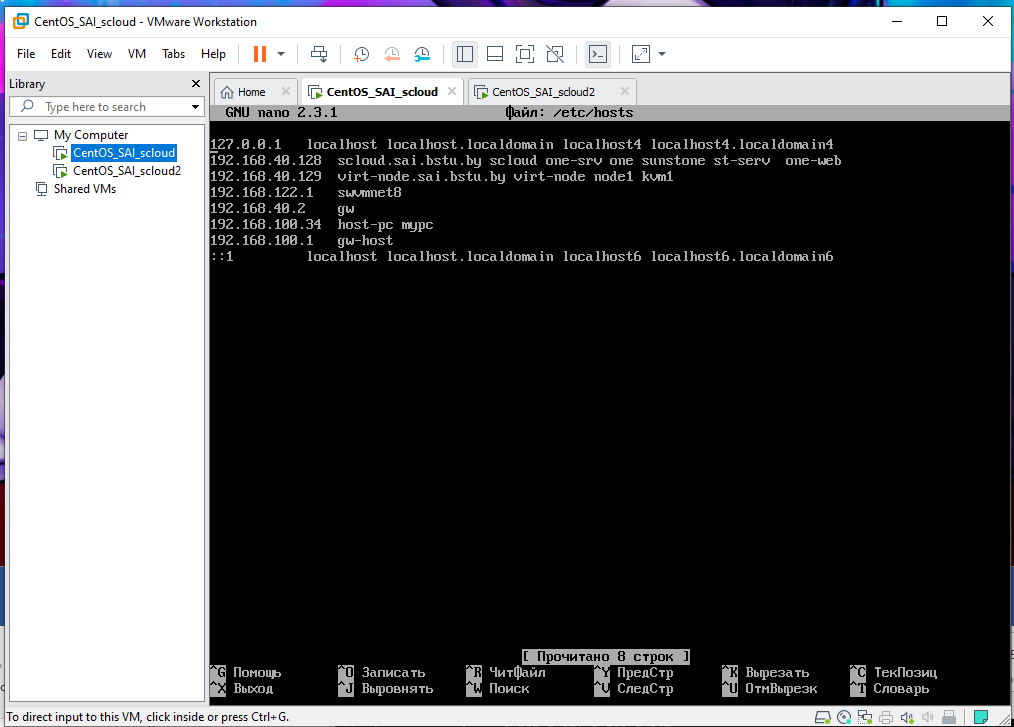 CentOS_SAI_scloud - VMware Workstation
File Edit View VM Tabs Help
Library
Type here to search
My Computer
CentOS_SAI_scloud
CentOS_SAI_scloud2
Shared VMs
Home CentOS_SAI_scloud CentOS_SAI_scloud2
GNU nano 2.3.1 Файл: /etc/hosts
127.0.0.1 localhost localhost.localdomain localhost4 localhost4.localdomain4
192.168.40.128 scloud.sai.bstu.by scloud one-srv one sunstone st-serv one-web
192.168.40.129 virt-node.sai.bstu.by virt-node node1 kvm1
192.168.122.1 swvmnet8
192.168.40.2 gw
192.168.100.34 host-pc mypc
192.168.100.1 gw-host
::1 localhost localhost.localdomain localhost6 localhost6.localdomain6
[ Прочитано 8 строк ]
^G Помощь ^O Записать ^R ЧитФайл ^Y ПредСтр ^K Вырезать ^C ТекПозиц
^X Выход ^J Выровнять ^W Поиск ^V СледСтр ^U ОтмВырезк ^T Словарь
To direct input to this VM, click inside or press Ctrl+G.